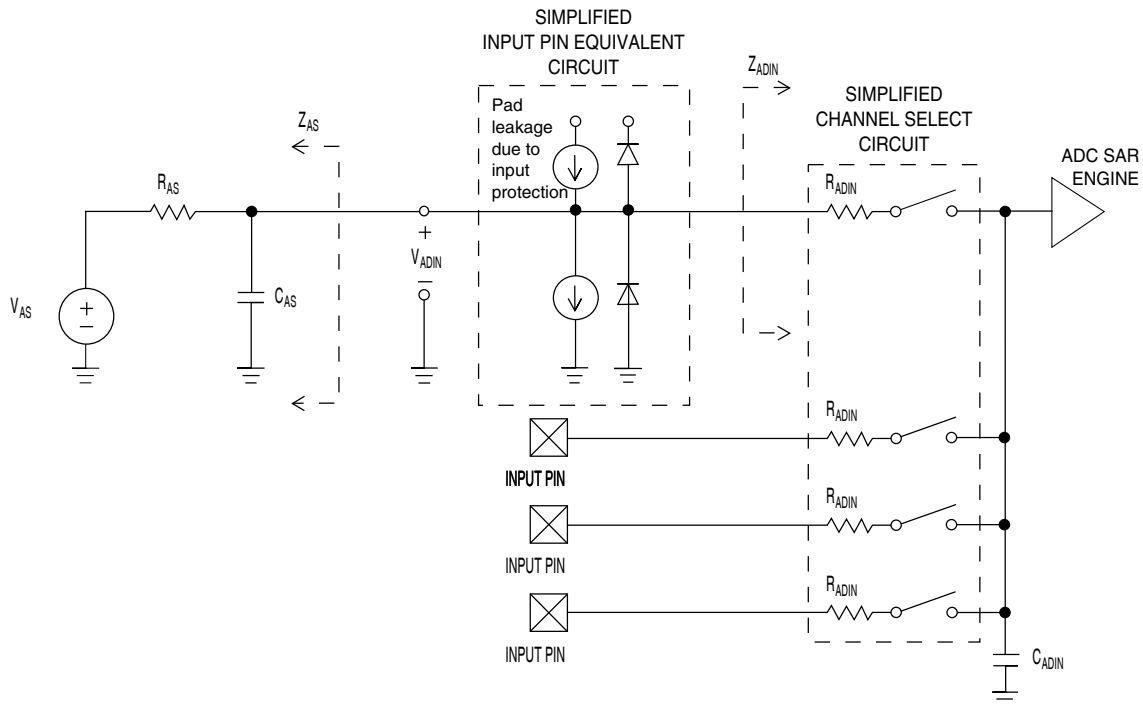 SIMPLIFIED
INPUT PIN EQUIVALENT
CIRCUIT
Pad
leakage
due to
input
protection
Z_ADIN
SIMPLIFIED
CHANNEL SELECT
CIRCUIT
ADC SAR
ENGINE
Z_AS
R_AS
R_ADIN
+
V_ADIN
–
C_AS
V_AS
+
–
R_ADIN
INPUT PIN
R_ADIN
INPUT PIN
R_ADIN
INPUT PIN
C_ADIN